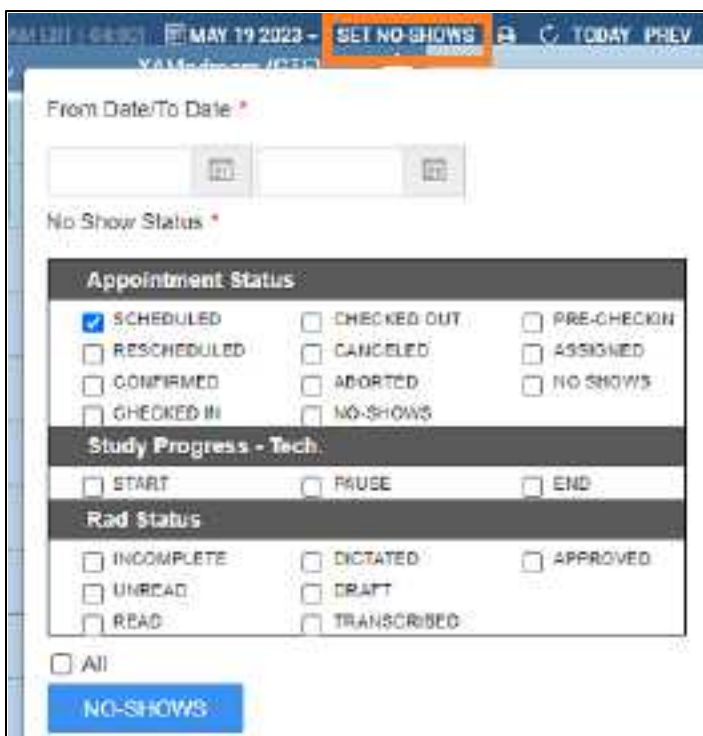 MAY 19 2023 - SET NO-SHOWS TODAY PREV
From Date/To Date *
No Show Status *
Appointment Status
SCHEDULED CHECKED OUT PRE-CHECKIN
RESCHEDULED CANCELED ASSIGNED
CONFIRMED ABORTED NO SHOWS
CHECKED IN NO-SHOWS
Study Progress - Tech.
START PAUSE END
Rad Status
INCOMPLETE DICTATED APPROVED
UNREAD DRAFT
READ TRANSCRIBED
All
NO-SHOWS